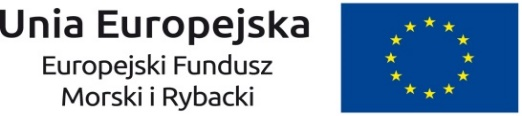 Unia Europejska
Europejski Fundusz
Morski i Rybacki